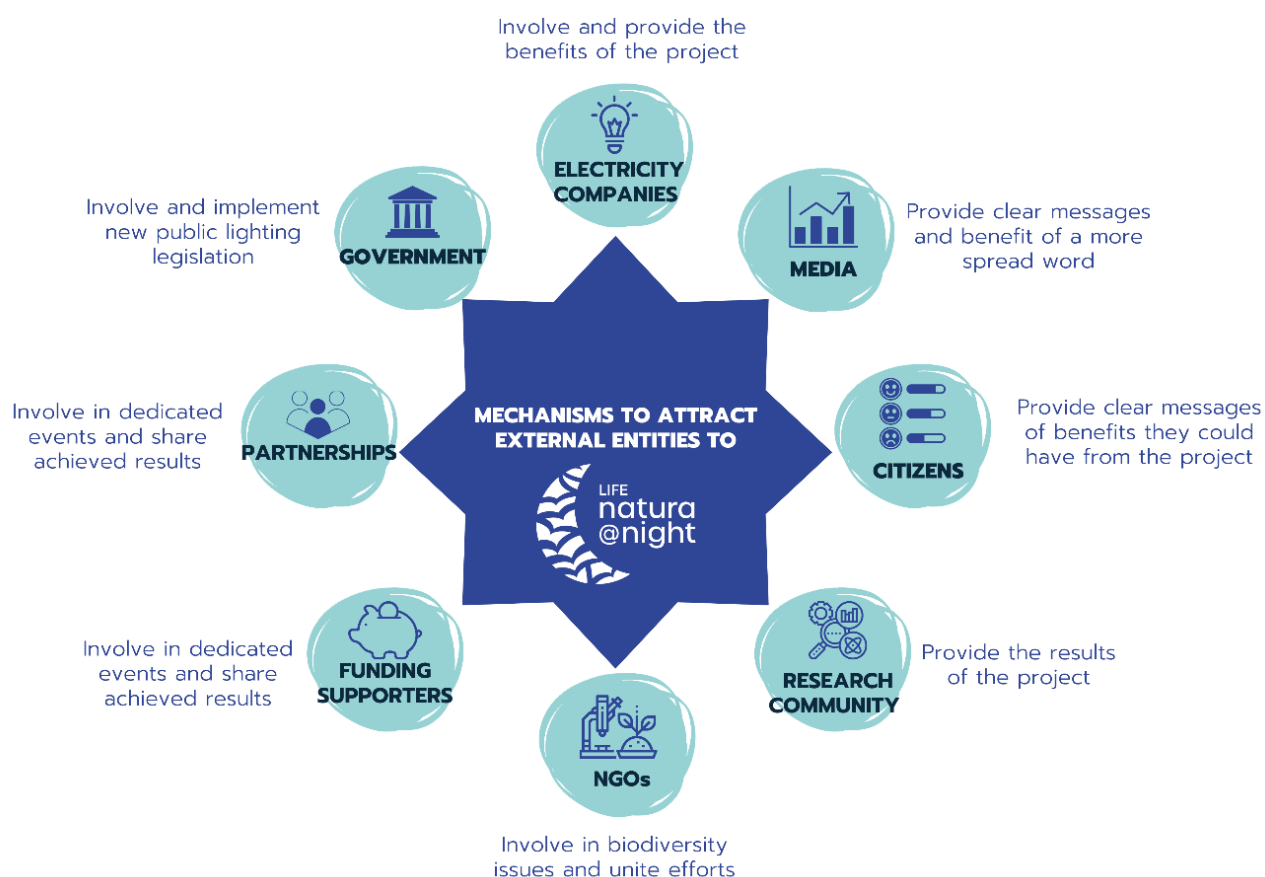 Involve and provide the
benefits of the project
ELECTRICITY
COMPANIES
Provide clear messages
and benefit of a more
spread word
MEDIA
Provide clear messages
of benefits they could
have from the project
CITIZENS
Provide the results
of the project
RESEARCH
COMMUNITY
NGOs
Involve in biodiversity
issues and unite efforts
FUNDING
SUPPORTERS
Involve in dedicated
events and share
achieved results
PARTNERSHIPS
Involve in dedicated
events and share
achieved results
GOVERNMENT
Involve and implement
new public lighting
legislation
MECHANISMS TO ATTRACT
EXTERNAL ENTITIES TO
LIFE
natura
@night